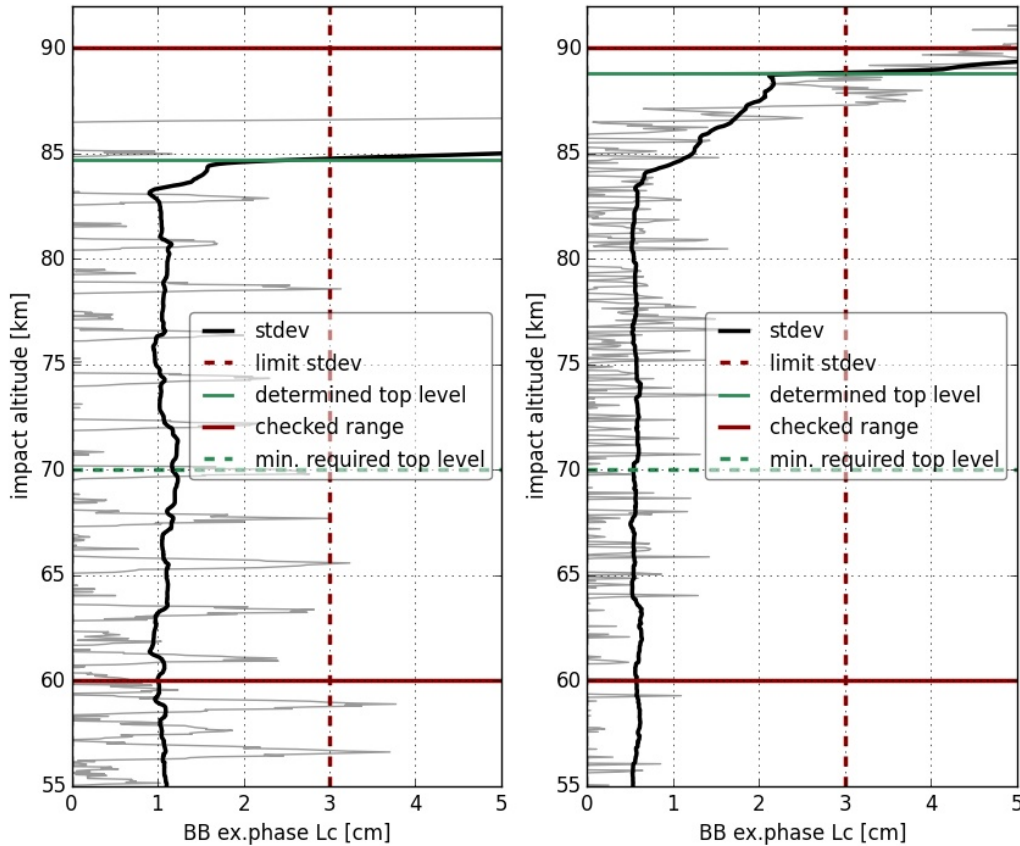 90
85
80
75
70
65
60
55
impact altitude [km]
stdev
limit stdev
determined top level
checked range
min. required top level
0 1 2 3 4 5
BB ex.phase Lc [cm]
90
85
80
75
70
65
60
55
impact altitude [km]
stdev
limit stdev
determined top level
checked range
min. required top level
0 1 2 3 4 5
BB ex.phase Lc [cm]